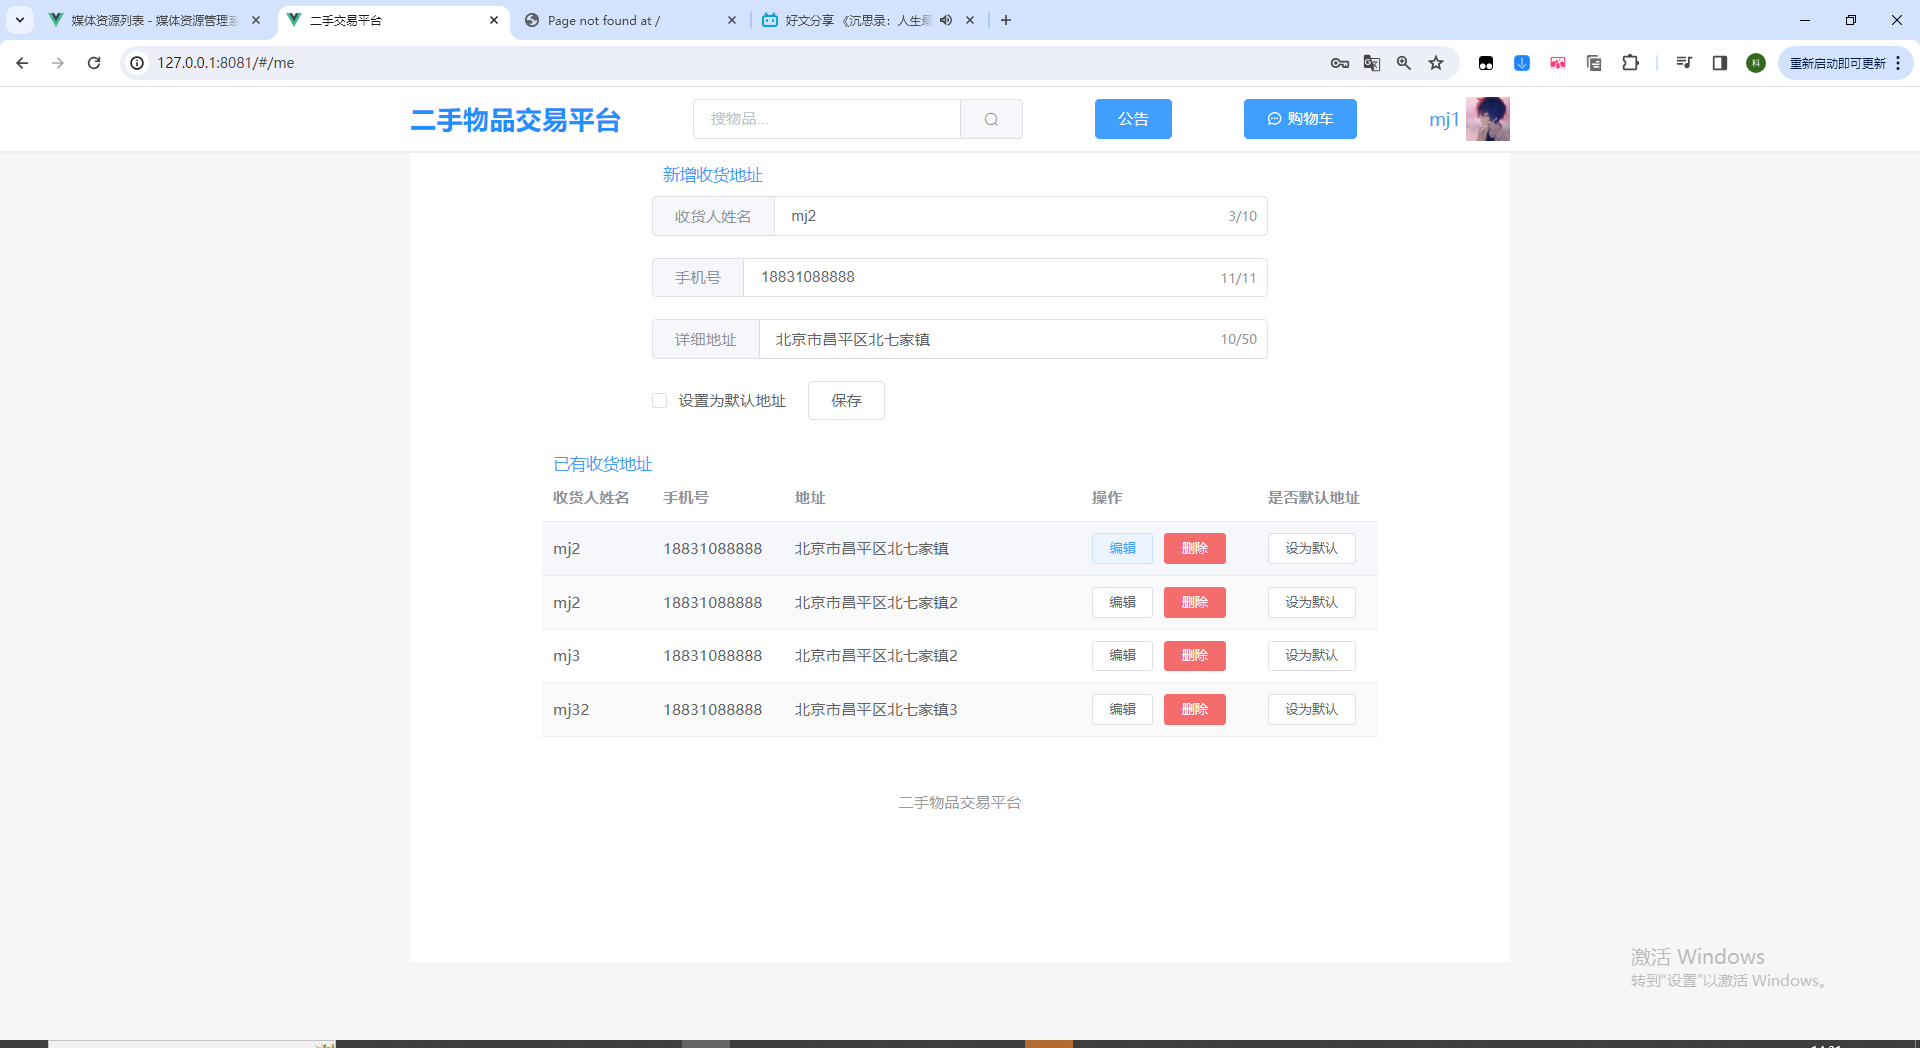 媒体资源列表 - 媒体资源管理系
二手交易平台
Page not found at /
好文分享 《沉思录：人生最
127.0.0.1:8081/#/me
科
重新启动即可更新
二手物品交易平台
搜物品...
公告
购物车
mj1
新增收货地址
收货人姓名 mj2 3/10
手机号 18831088888 11/11
详细地址 北京市昌平区北七家镇 10/50
设置为默认地址 保存
已有收货地址
收货人姓名 手机号 地址 操作 是否默认地址
mj2 18831088888 北京市昌平区北七家镇 编辑 删除 设为默认
mj2 18831088888 北京市昌平区北七家镇2 编辑 删除 设为默认
mj3 18831088888 北京市昌平区北七家镇2 编辑 删除 设为默认
mj32 18831088888 北京市昌平区北七家镇3 编辑 删除 设为默认
二手物品交易平台
激活 Windows
转到"设置"以激活 Windows。